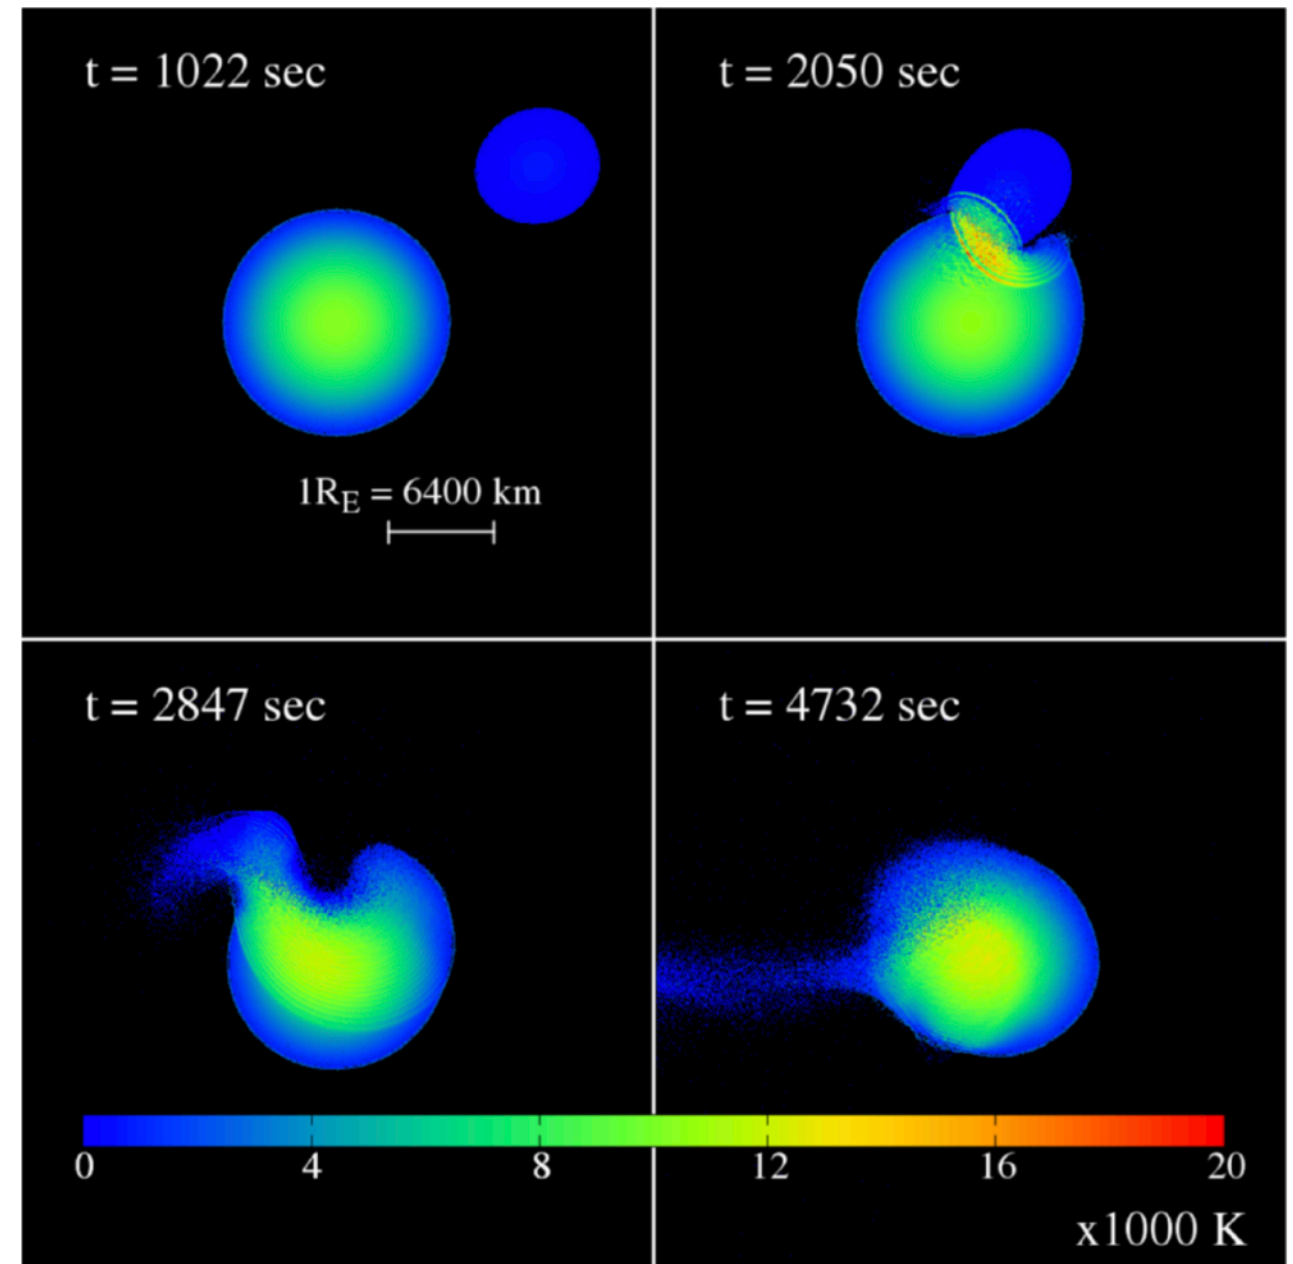 t = 1022 sec
t = 2050 sec
1R_E = 6400 km
t = 2847 sec
t = 4732 sec
0 4 8 12 16 20
x1000 K